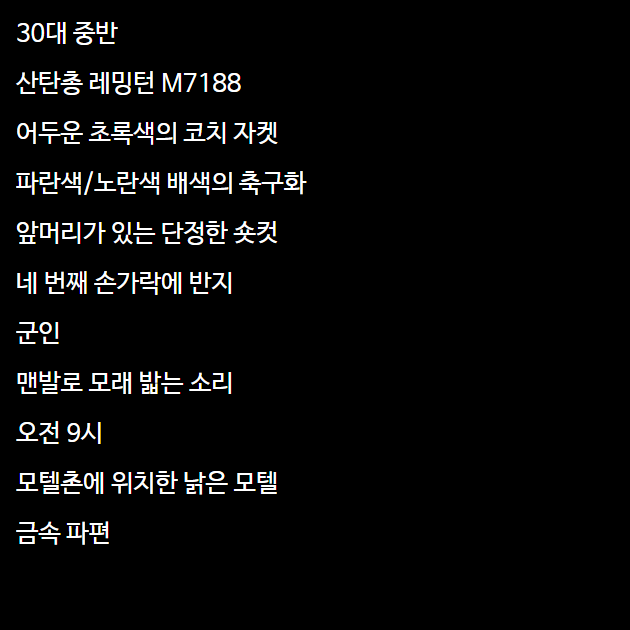 30대 중반
산탄총 레밍턴 M7188
어두운 초록색의 코치 자켓
파란색/노란색 배색의 축구화
앞머리가 있는 단정한 숏컷
네 번째 손가락에 반지
군인
맨발로 모래 밟는 소리
오전 9시
모텔촌에 위치한 낡은 모텔
금속 파편